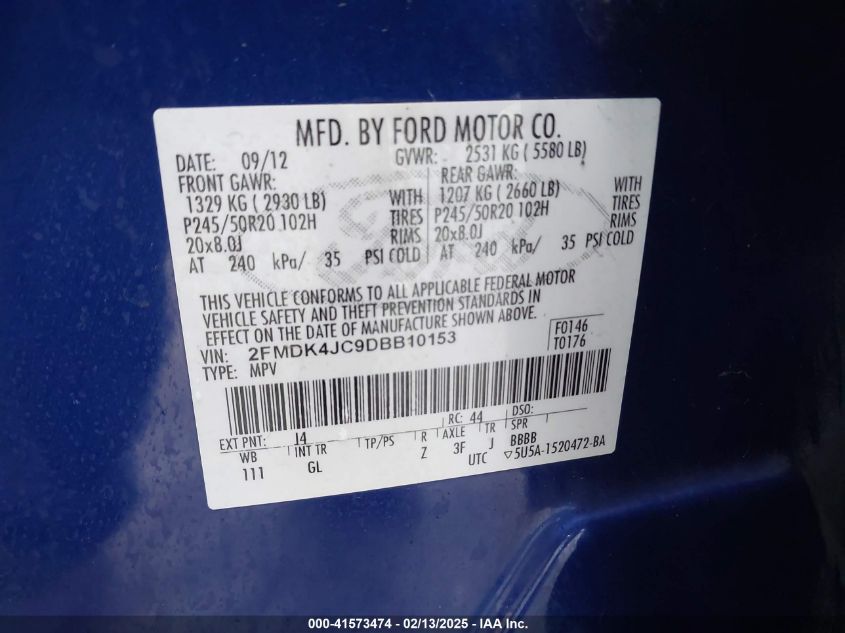 MFD. BY FORD MOTOR CO.
DATE: 09/12 GVWR: 2531 KG ( 5580 LB)
FRONT GAWR: REAR GAWR:
1329 KG ( 2930 LB) WITH 1207 KG ( 2660 LB) WITH
P245/50R20 102H TIRES P245/50R20 102H TIRES
20x8.0J RIMS 20x8.0J RIMS
AT 240 kPa/ 35 PSI COLD AT 240 kPa/ 35 PSI COLD
THIS VEHICLE CONFORMS TO ALL APPLICABLE FEDERAL MOTOR
VEHICLE SAFETY AND THEFT PREVENTION STANDARDS IN
EFFECT ON THE DATE OF MANUFACTURE SHOWN ABOVE.
VIN: 2FMDK4JC9DBB10153 F0146
TYPE: MPV T0176
EXT PNT: J4 RC: 44 DSO:
WB INT TR TP/PS R AXLE TR SPR
111 GL Z 3F J BBBB
UTC ▽5U5A-1520472-BA
000-41573474 - 02/13/2025 - IAA Inc.